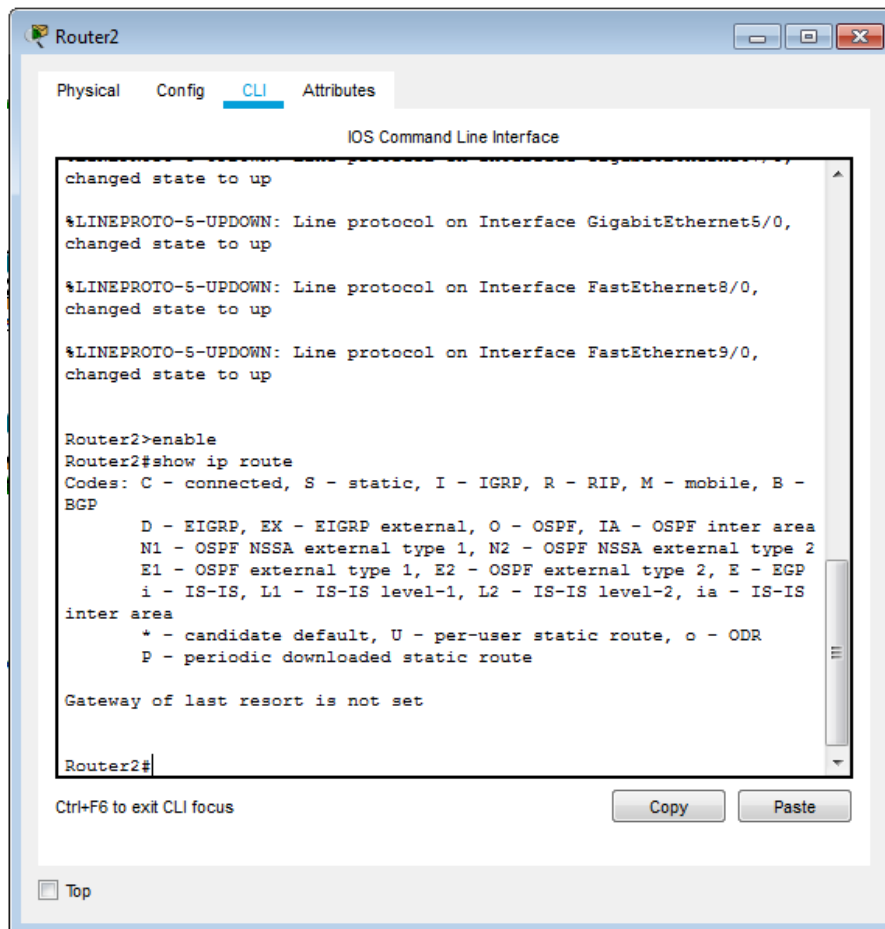 Router2
Physical Config CLI Attributes
IOS Command Line Interface
changed state to up
%LINEPROTO-5-UPDOWN: Line protocol on Interface GigabitEthernet5/0,
changed state to up
%LINEPROTO-5-UPDOWN: Line protocol on Interface FastEthernet8/0,
changed state to up
%LINEPROTO-5-UPDOWN: Line protocol on Interface FastEthernet9/0,
changed state to up
Router2>enable
Router2#show ip route
Codes: C - connected, S - static, I - IGRP, R - RIP, M - mobile, B -
BGP
       D - EIGRP, EX - EIGRP external, O - OSPF, IA - OSPF inter area
       N1 - OSPF NSSA external type 1, N2 - OSPF NSSA external type 2
       E1 - OSPF external type 1, E2 - OSPF external type 2, E - EGP
       i - IS-IS, L1 - IS-IS level-1, L2 - IS-IS level-2, ia - IS-IS
inter area
       * - candidate default, U - per-user static route, o - ODR
       P - periodic downloaded static route
Gateway of last resort is not set
Router2#
Ctrl+F6 to exit CLI focus
Copy Paste
Top